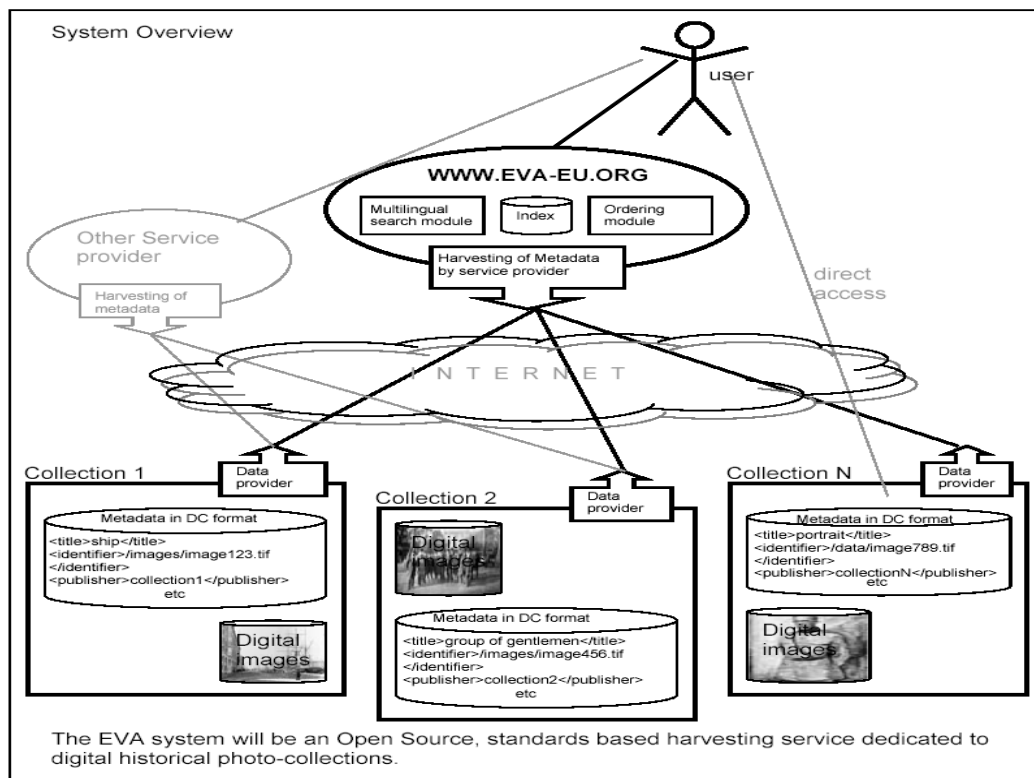 System Overview
user
WWW.EVA-EU.ORG
Multilingual
search module
Index
Ordering
module
Harvesting of Metadata
by service provider
Other Service
provider
Harvesting of
metadata
direct
access
INTERNET
Collection 1
Data
provider
Metadata in DC format
<title>ship</title>
<identifier>/images/image123.tif
</identifier>
<publisher>collection1</publisher>
etc
Digital
images
Collection 2
Data
provider
Digital
images
Metadata in DC format
<title>group of gentlemen</title>
<identifier>/images/image456.tif
</identifier>
<publisher>collection2</publisher>
etc
Collection N
Data
provider
Metadata in DC format
<title>portrait</title>
<identifier>/data/image789.tif
</identifier>
<publisher>collectionN</publisher>
etc
Digital
images
The EVA system will be an Open Source, standards based harvesting service dedicated to
digital historical photo-collections.